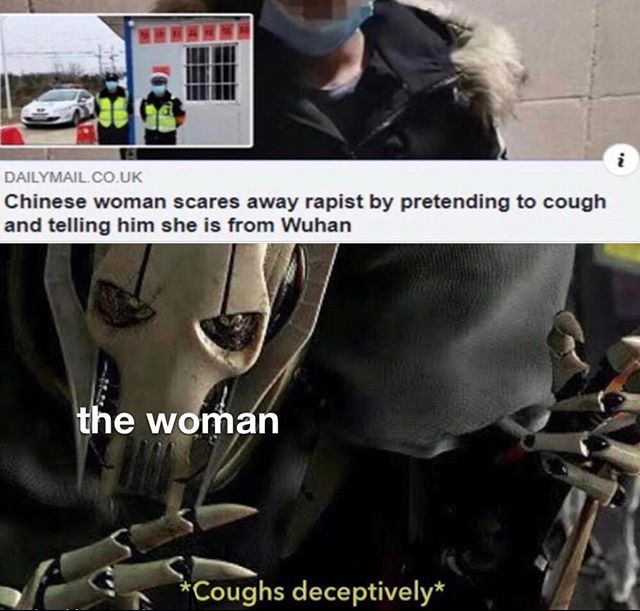 DAILYMAIL.CO.UK
Chinese woman scares away rapist by pretending to cough
and telling him she is from Wuhan
the woman
*Coughs deceptively*